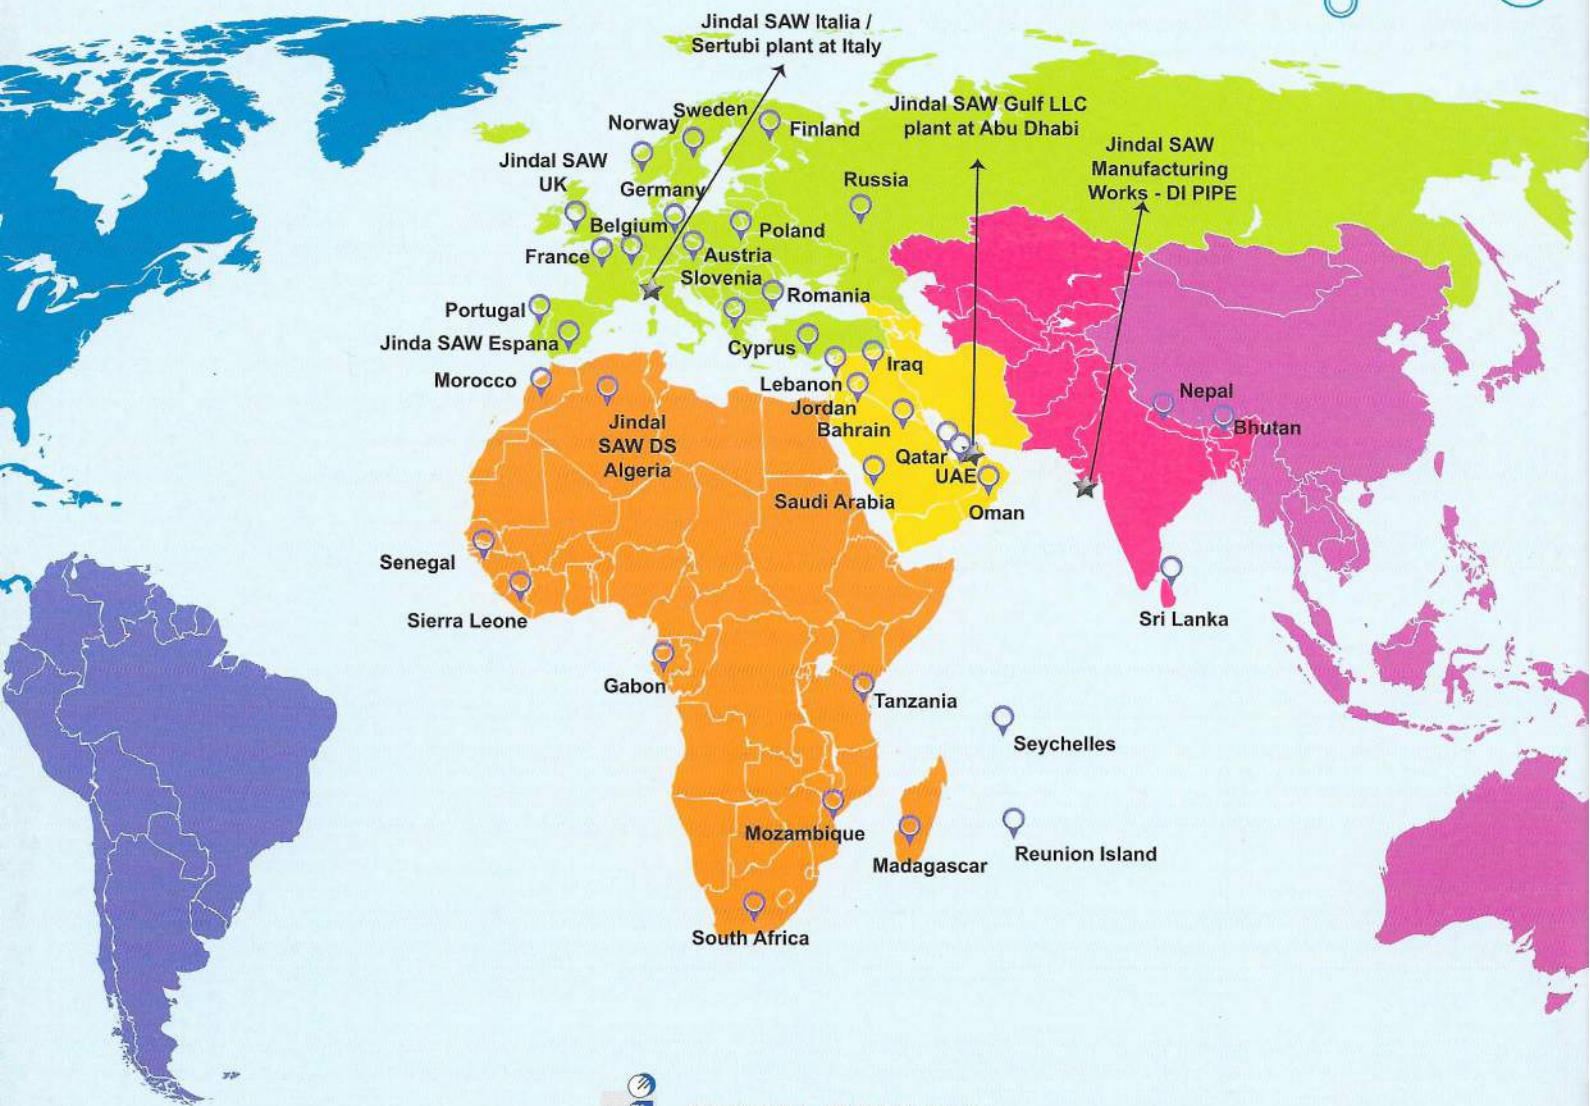 Jindal SAW Italia /
Sertubi plant at Italy
Sweden
Norway
Finland
Jindal SAW Gulf LLC
plant at Abu Dhabi
Jindal SAW
Manufacturing
Works - DI PIPE
Jindal SAW
UK
Germany
Russia
Belgium
Poland
France
Austria
Slovenia
Romania
Portugal
Jinda SAW Espana
Cyprus
Iraq
Morocco
Lebanon
Nepal
Jordan
Jindal
SAW DS
Algeria
Bahrain
Bhutan
Qatar
UAE
Saudi Arabia
Oman
Senegal
Sierra Leone
Sri Lanka
Gabon
Tanzania
Seychelles
Mozambique
Madagascar
Reunion Island
South Africa